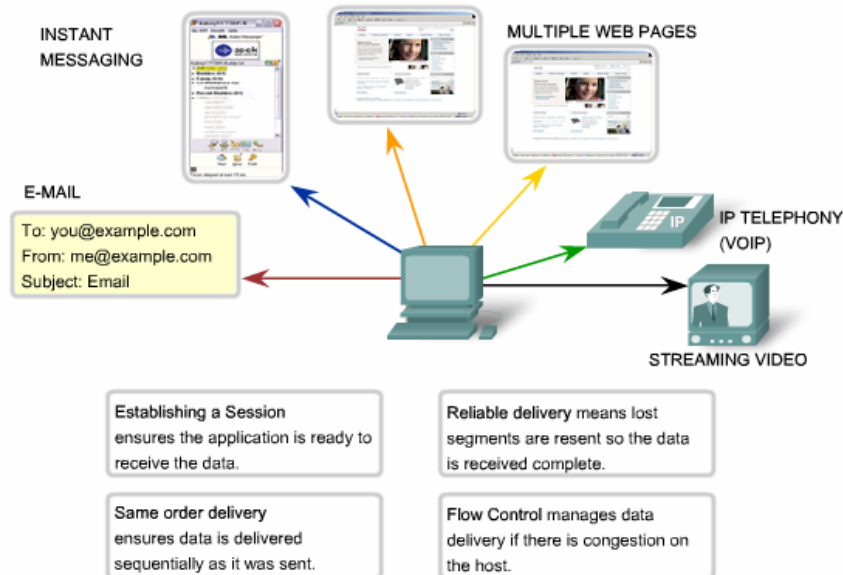 INSTANT
MESSAGING
MULTIPLE WEB PAGES
E-MAIL
To: you@example.com
From: me@example.com
Subject: Email
IP
IP TELEPHONY
(VOIP)
STREAMING VIDEO
Establishing a Session
ensures the application is ready to
receive the data.
Reliable delivery means lost
segments are resent so the data
is received complete.
Same order delivery
ensures data is delivered
sequentially as it was sent.
Flow Control manages data
delivery if there is congestion on
the host.